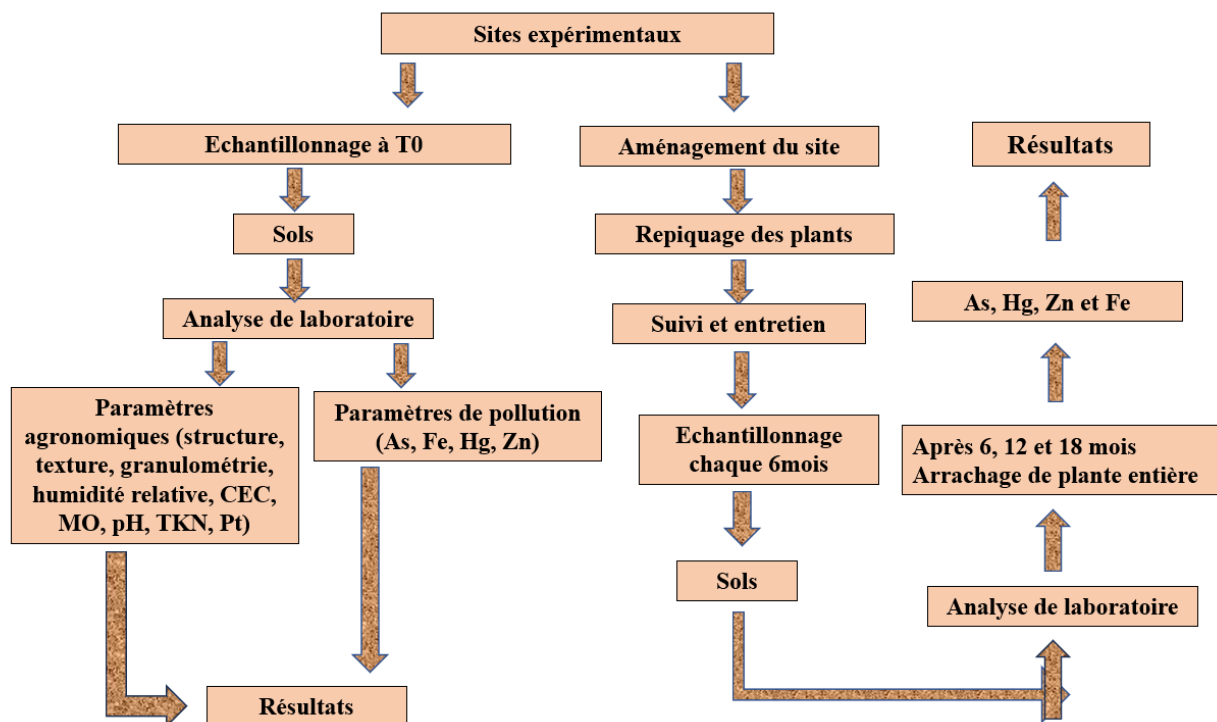 Sites expérimentaux
Echantillonnage à T0
Sols
Analyse de laboratoire
Paramètres
agronomiques (structure,
texture, granulométrie,
humidité relative, CEC,
MO, pH, TKN, Pt)
Paramètres de pollution
(As, Fe, Hg, Zn)
Résultats
Aménagement du site
Repiquage des plants
Suivi et entretien
Echantillonnage
chaque 6mois
Sols
Analyse de laboratoire
Après 6, 12 et 18 mois
Arrachage de plante entière
As, Hg, Zn et Fe
Résultats